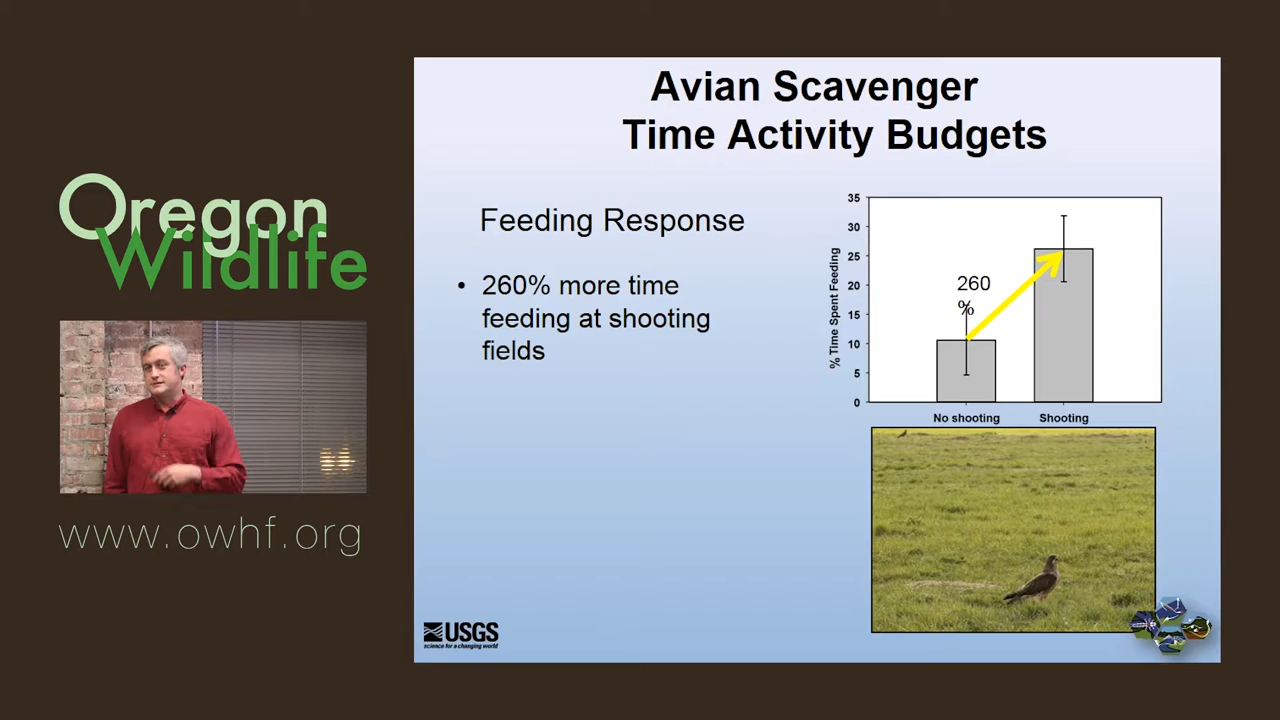 Avian Scavenger
Time Activity Budgets
Oregon
Wildlife
www.owhf.org
Feeding Response
• 260% more time
feeding at shooting
fields
% Time Spent Feeding
35
30
25
20
15
10
5
0
260
%
No shooting
Shooting
USGS
science for a changing world